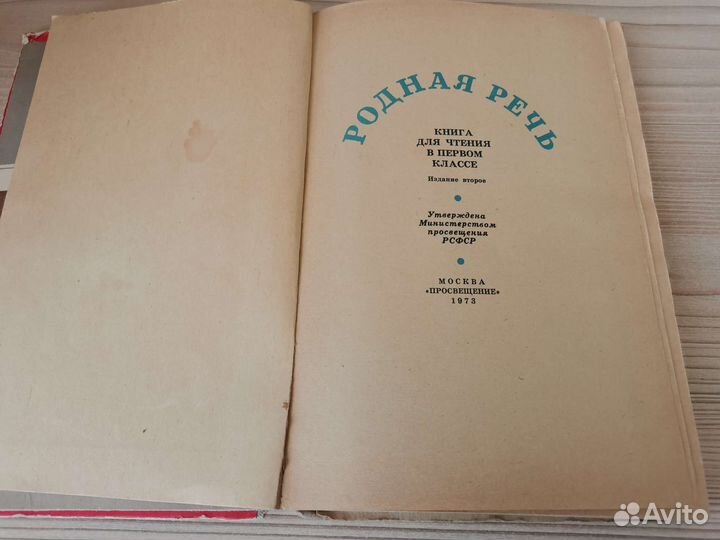 РОДНАЯ РЕЧЬ
КНИГА
ДЛЯ ЧТЕНИЯ
В ПЕРВОМ
КЛАССЕ
Издание второе
Утверждена
Министерством
просвещения
РСФСР
МОСКВА
«ПРОСВЕЩЕНИЕ»
1973
Avito